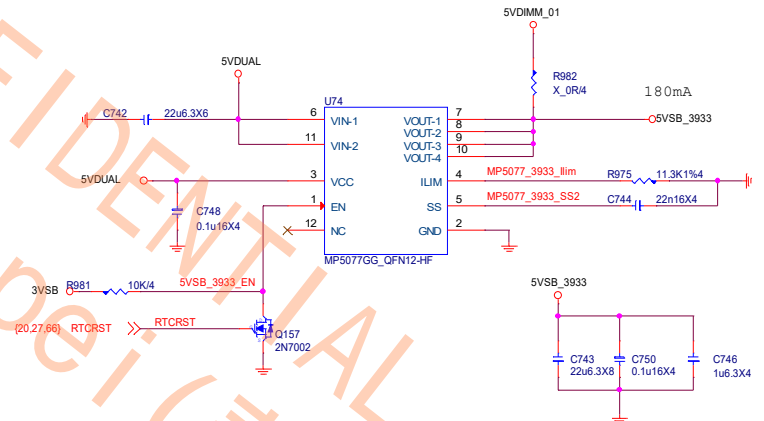 5VDIMM_01
5VDUAL
R982
X_0R/4
180mA
U74
C742
22u6.3X6
6
VIN-1
VOUT-1
7
5VSB_3933
VOUT-2
8
11
VIN-2
VOUT-3
9
VOUT-4
10
5VDUAL
3
VCC
ILIM
4
MP5077_3933_Ilim
R975
11.3K1%4
1
EN
SS
5
MP5077_3933_SS2
C744
22n16X4
C748
0.1u16X4
12
NC
GND
2
MP5077GG_QFN12-HF
3VSB
R981
10K/4
5VSB_3933_EN
5VSB_3933
{20,27,66}
RTCRST
RTCRST
Q157
2N7002
C743
22u6.3X8
C750
0.1u16X4
C746
1u6.3X4
FIDENTIAL
pei(